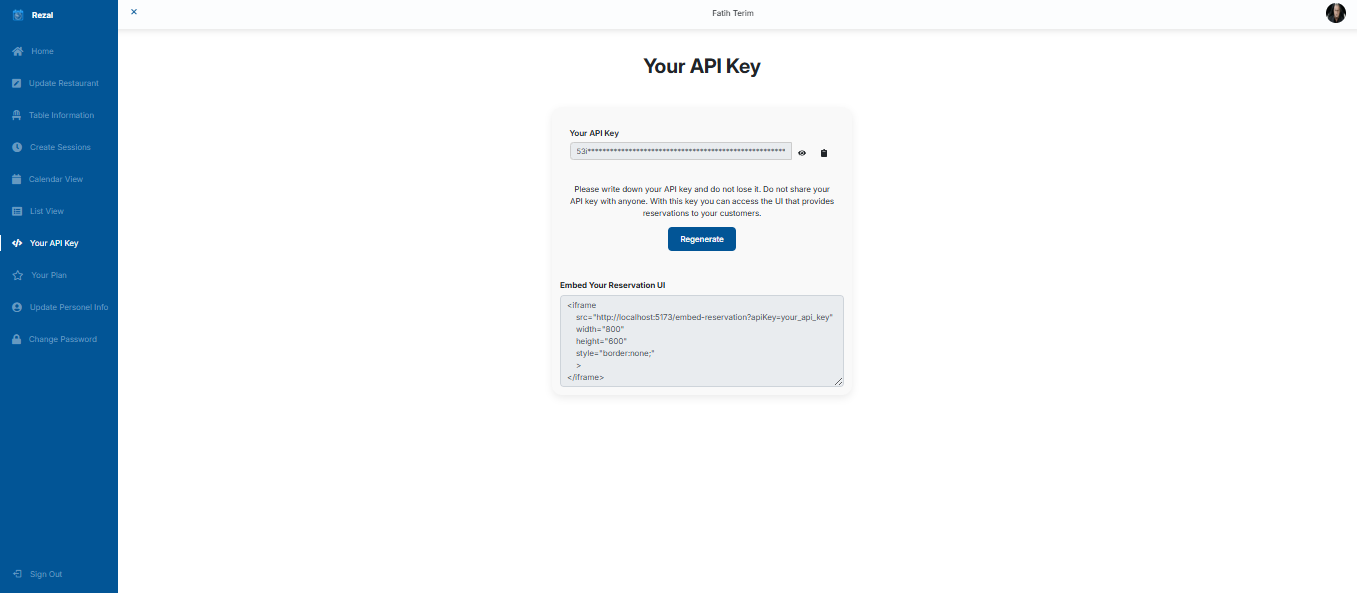 Rezal
Home
Update Restaurant
Table Information
Create Sessions
Calendar View
List View
Your API Key
Your Plan
Update Personel Info
Change Password
Sign Out
Fatih Terim
Your API Key
Your API Key
53i******************************************************
Please write down your API key and do not lose it. Do not share your
API key with anyone. With this key you can access the UI that provides
reservations to your customers.
Regenerate
Embed Your Reservation UI
<iframe
src="http://localhost:5173/embed-reservation?apiKey=your_api_key"
width="800"
height="600"
style="border:none;"
>
</iframe>